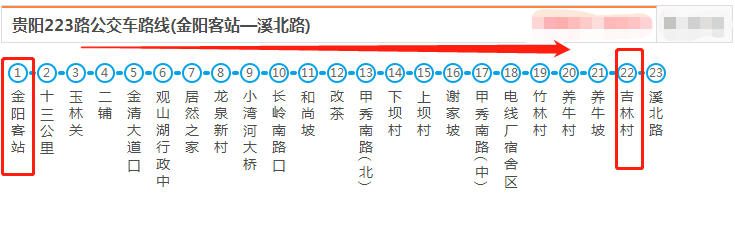 贵阳223路公交车路线(金阳客站—溪北路)
1 2 3 4 5 6 7 8 9 10 11 12 13 14 15 16 17 18 19 20 21 22 23
金阳客站
十三公里
玉林关
二铺
金清大道口
观山湖行政中
居然之家
龙泉新村
小湾河大桥
长岭南路口
和尚坡
改茶
甲秀南路(北)
下坝村
上坝村
谢家坡
甲秀南路(中)
电线厂宿舍区
竹林村
养牛村
养牛坡
吉林村
溪北路